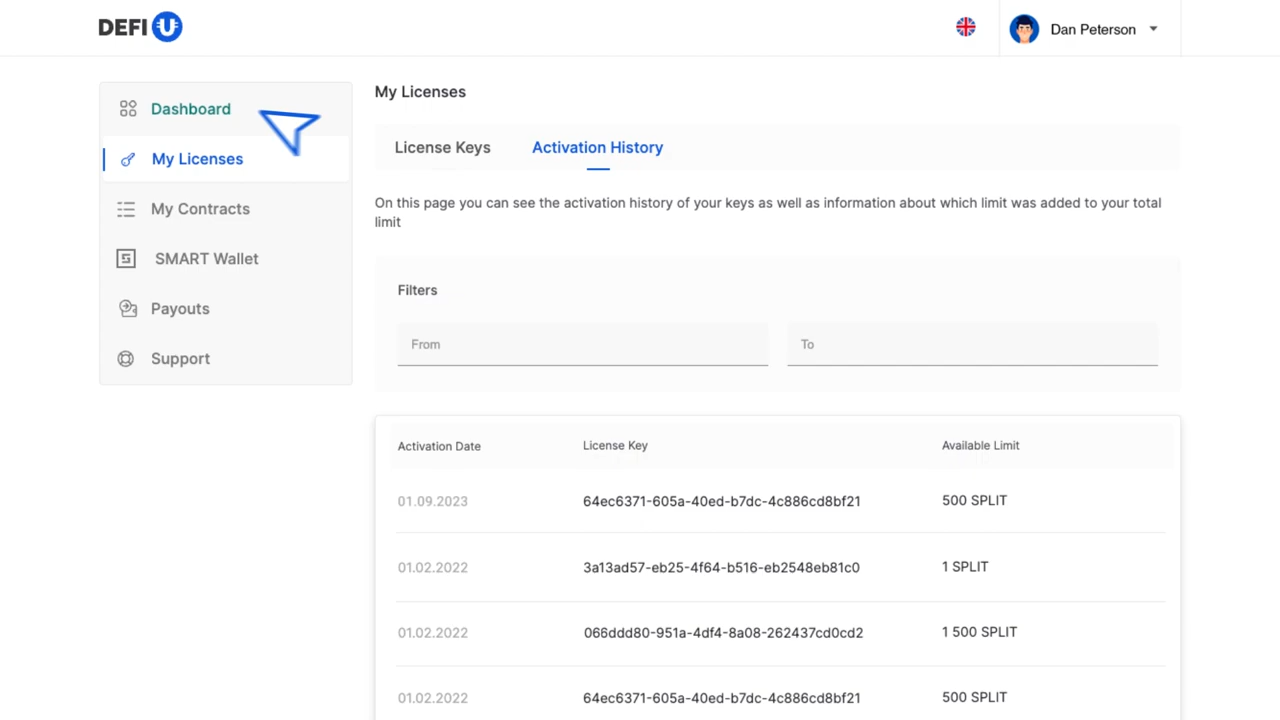 DEFI U
Dan Peterson
Dashboard
My Licenses
My Contracts
SMART Wallet
Payouts
Support
My Licenses
License Keys
Activation History
On this page you can see the activation history of your keys as well as information about which limit was added to your total
limit
Filters
From
To
Activation Date
License Key
Available Limit
01.09.2023
64ec6371-605a-40ed-b7dc-4c886cd8bf21
500 SPLIT
01.02.2022
3a13ad57-eb25-4f64-b516-eb2548eb81c0
1 SPLIT
01.02.2022
066ddd80-951a-4df4-8a08-262437cd0cd2
1 500 SPLIT
01.02.2022
64ec6371-605a-40ed-b7dc-4c886cd8bf21
500 SPLIT